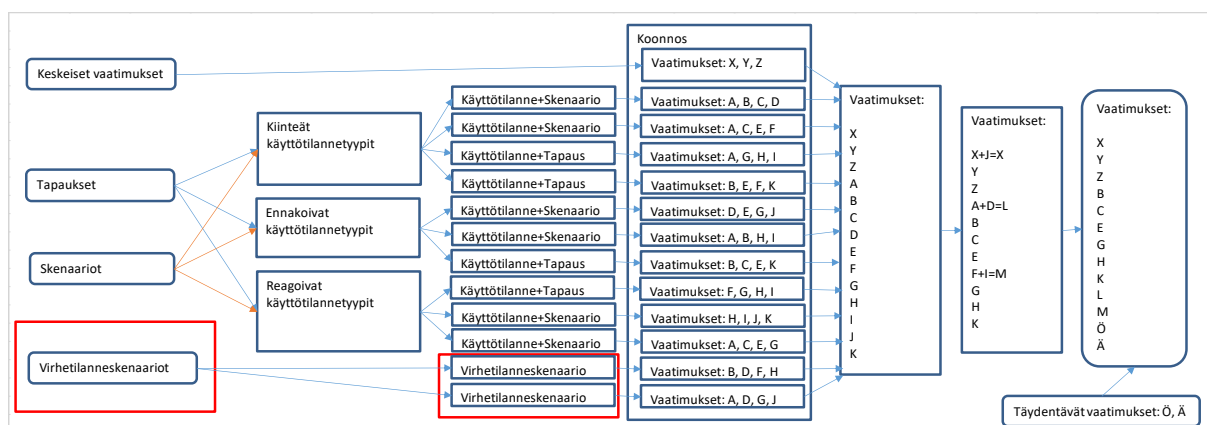 Keskeiset vaatimukset
Tapaukset
Skenaariot
Virhetilanneskenaariot
Kiinteät
käyttötilannetyypit
Ennakoivat
käyttötilannetyypit
Reagoivat
käyttötilannetyypit
Käyttötilanne+Skenaario
Käyttötilanne+Skenaario
Käyttötilanne+Tapaus
Käyttötilanne+Tapaus
Käyttötilanne+Skenaario
Käyttötilanne+Skenaario
Käyttötilanne+Tapaus
Käyttötilanne+Tapaus
Käyttötilanne+Skenaario
Käyttötilanne+Skenaario
Virhetilanneskenaario
Virhetilanneskenaario
Koonnos
Vaatimukset: X, Y, Z
Vaatimukset: A, B, C, D
Vaatimukset: A, C, E, F
Vaatimukset: A, G, H, I
Vaatimukset: B, E, F, K
Vaatimukset: D, E, G, J
Vaatimukset: A, B, H, I
Vaatimukset: B, C, E, K
Vaatimukset: F, G, H, I
Vaatimukset: H, I, J, K
Vaatimukset: A, C, E, G
Vaatimukset: B, D, F, H
Vaatimukset: A, D, G, J
Vaatimukset:
X
Y
Z
A
B
C
D
E
F
G
H
I
J
K
Vaatimukset:
X+J=X
Y
Z
A+D=L
B
C
E
F+I=M
G
H
K
Vaatimukset:
X
Y
Z
B
C
E
G
H
K
L
M
Ö
Ä
Täydentävät vaatimukset: Ö, Ä